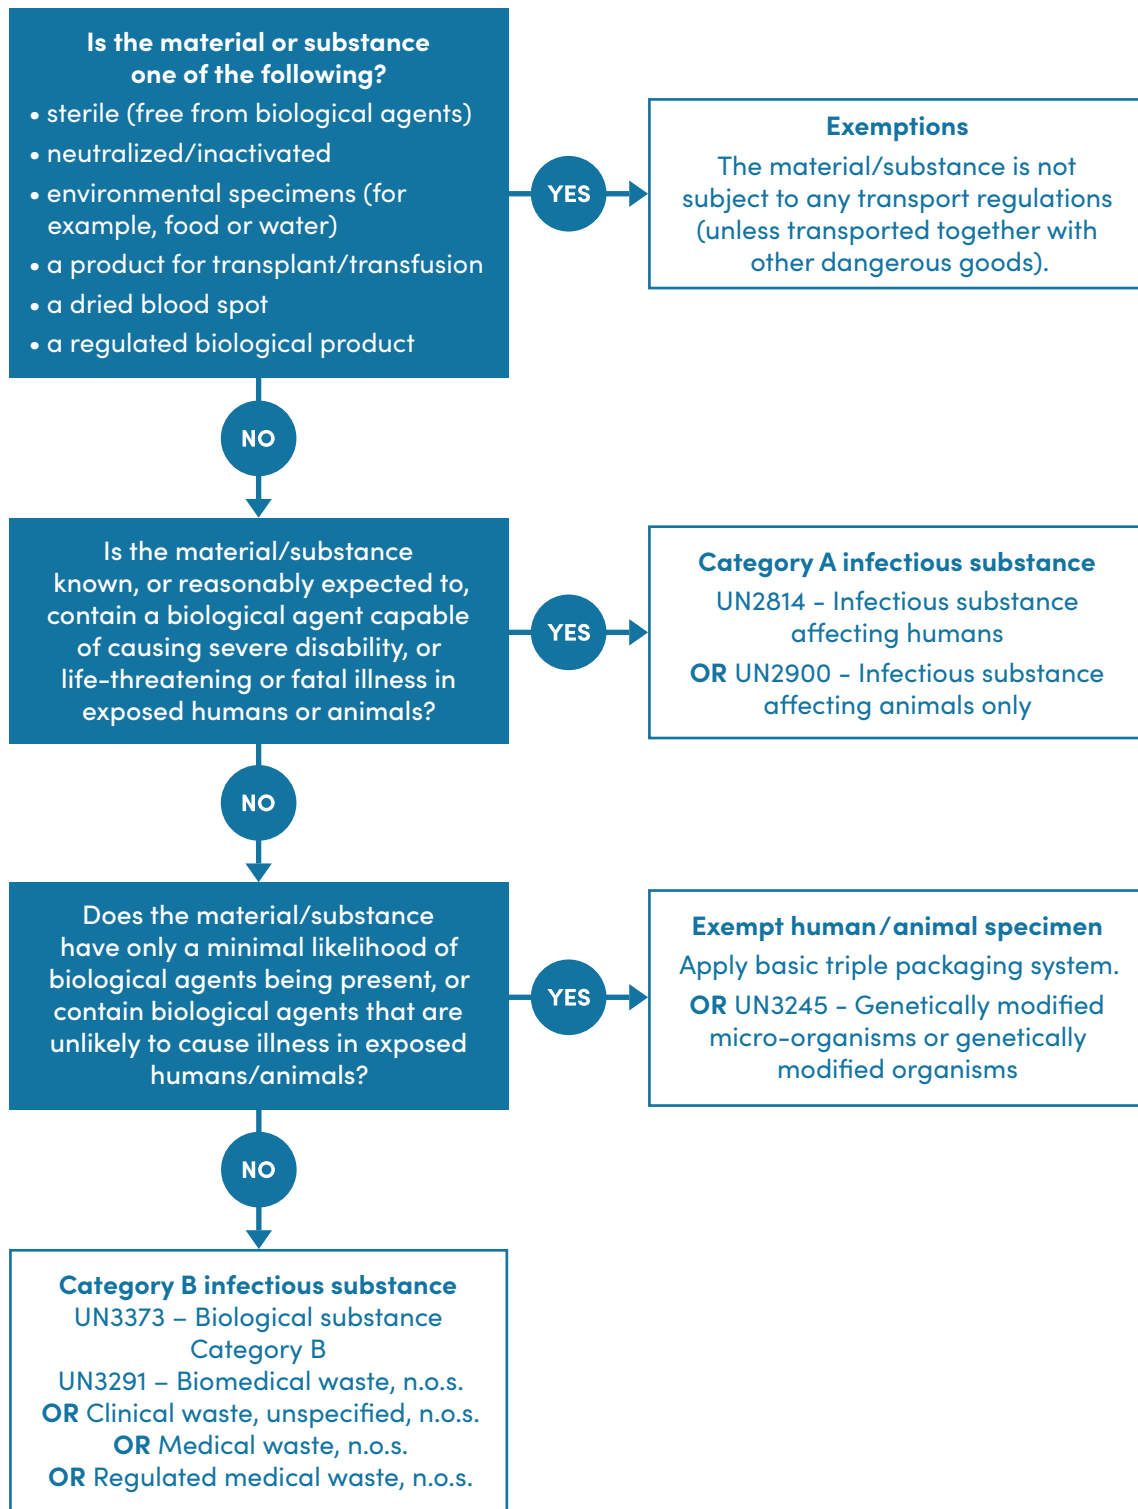 Is the material or substance
one of the following?
• sterile (free from biological agents)
• neutralized/inactivated
• environmental specimens (for
example, food or water)
• a product for transplant/transfusion
• a dried blood spot
• a regulated biological product
YES
Exemptions
The material/substance is not
subject to any transport regulations
(unless transported together with
other dangerous goods).
NO
Is the material/substance
known, or reasonably expected to,
contain a biological agent capable
of causing severe disability, or
life-threatening or fatal illness in
exposed humans or animals?
YES
Category A infectious substance
UN2814 - Infectious substance
affecting humans
OR UN2900 - Infectious substance
affecting animals only
NO
Does the material/substance
have only a minimal likelihood of
biological agents being present, or
contain biological agents that are
unlikely to cause illness in exposed
humans/animals?
YES
Exempt human/animal specimen
Apply basic triple packaging system.
OR UN3245 - Genetically modified
micro-organisms or genetically
modified organisms
NO
Category B infectious substance
UN3373 – Biological substance
Category B
UN3291 – Biomedical waste, n.o.s.
OR Clinical waste, unspecified, n.o.s.
OR Medical waste, n.o.s.
OR Regulated medical waste, n.o.s.